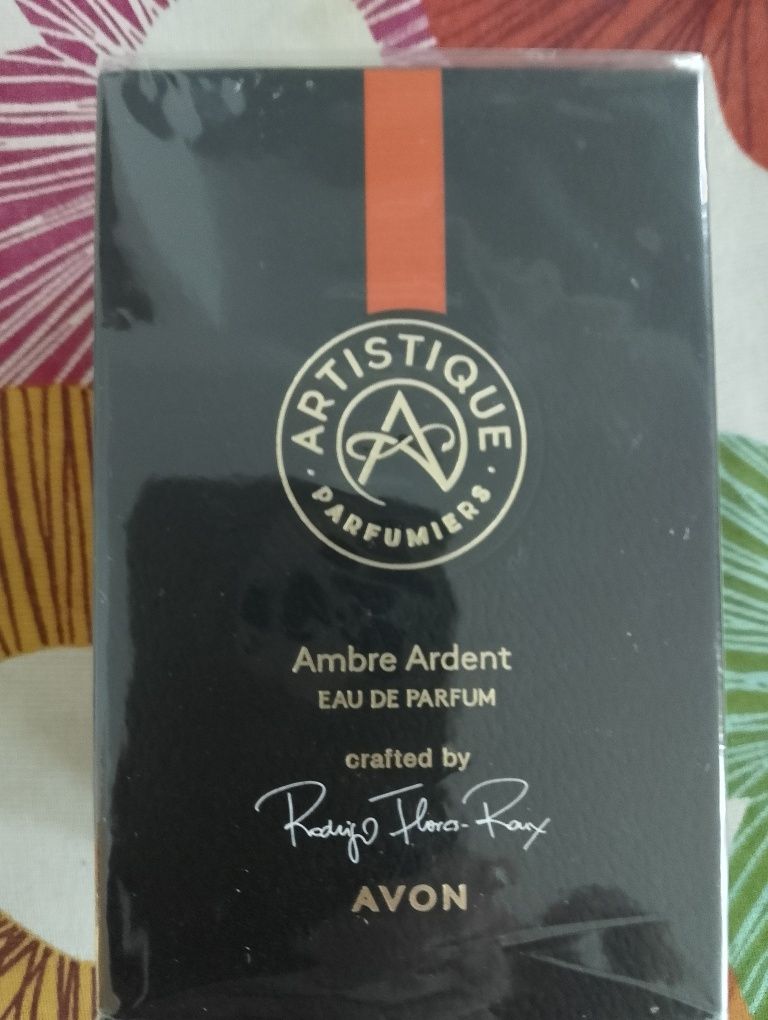 ARTISTIQUE
A
· PARFUMIERS ·
Ambre Ardent
EAU DE PARFUM
crafted by
Rodrigo Flores-Roux
AVON